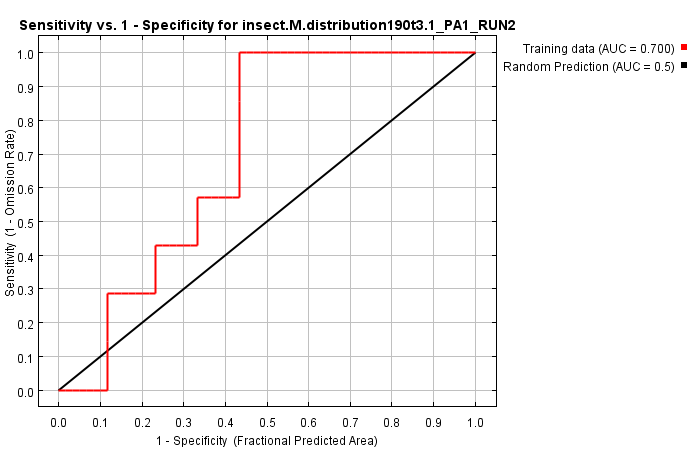 Sensitivity vs. 1 - Specificity for insect.M.distribution190t3.1_PA1_RUN2
Training data (AUC = 0.700)
Random Prediction (AUC = 0.5)
Sensitivity (1 - Omission Rate)
1.0
0.9
0.8
0.7
0.6
0.5
0.4
0.3
0.2
0.1
0.0
0.0 0.1 0.2 0.3 0.4 0.5 0.6 0.7 0.8 0.9 1.0
1 - Specificity (Fractional Predicted Area)